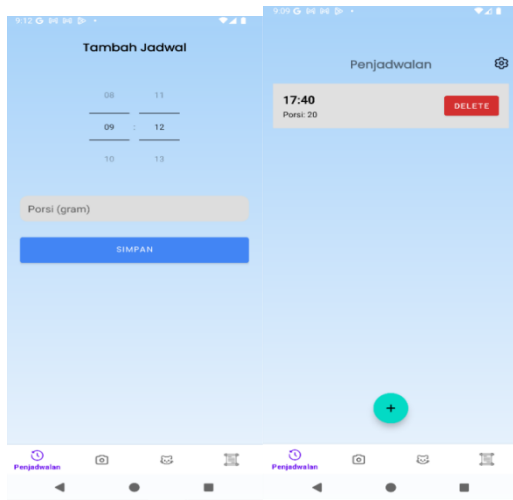 9:12
Tambah Jadwal
08 11
09 : 12
10 13
Porsi (gram)
SIMPAN
Penjadwalan
9:09
Penjadwalan
17:40
Porsi: 20
DELETE
+
Penjadwalan